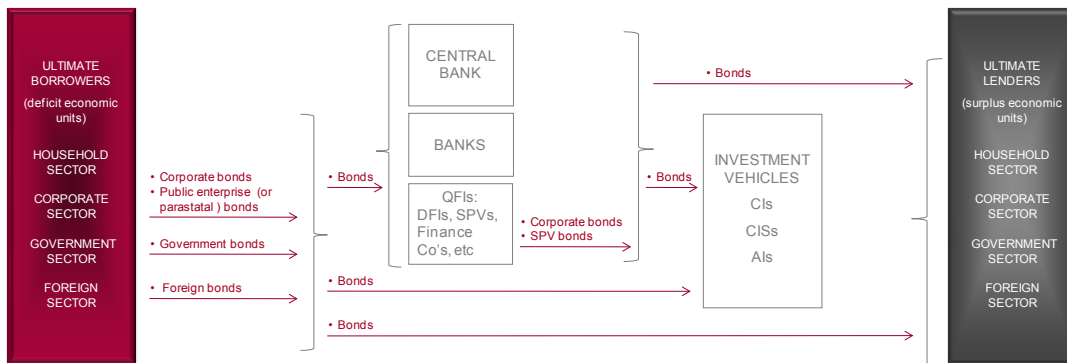 ULTIMATE
BORROWERS
(deficit economic
units)
HOUSEHOLD
SECTOR
CORPORATE
SECTOR
GOVERNMENT
SECTOR
FOREIGN
SECTOR
• Corporate bonds
• Public enterprise (or
parastatal ) bonds
• Government bonds
• Foreign bonds
• Bonds
• Bonds
• Bonds
CENTRAL
BANK
BANKS
QFIs:
DFIs, SPVs,
Finance
Co's, etc
• Corporate bonds
• SPV bonds
• Bonds
• Bonds
INVESTMENT
VEHICLES
CIs
CISs
AIs
ULTIMATE
LENDERS
(surplus economic
units)
HOUSEHOLD
SECTOR
CORPORATE
SECTOR
GOVERNMENT
SECTOR
FOREIGN
SECTOR